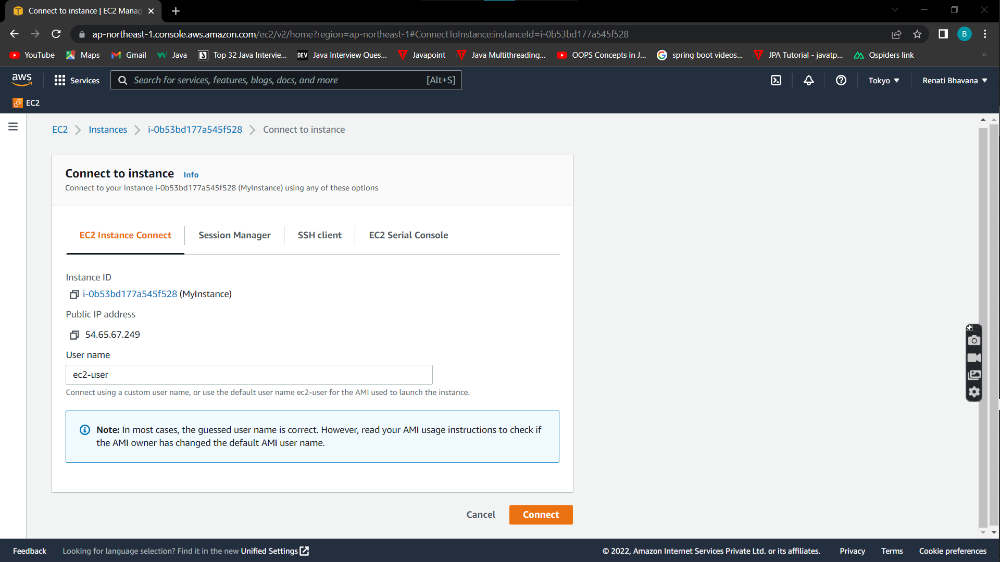 Connect to instance | EC2 Manag
ap-northeast-1.console.aws.amazon.com/ec2/v2/home?region=ap-northeast-1#ConnectToInstance:instanceId=i-0b53bd177a545f528
B
YouTube Maps Gmail Java Top 32 Java Intervie... DEV Java Interview Ques... Javapoint Java Multithreading... OOPS Concepts in J... spring boot videos... JPA Tutorial - javatp... Qspiders link »
aws Services Search for services, features, blogs, docs, and more [Alt+S] Tokyo Renati Bhavana
EC2
EC2 Instances i-0b53bd177a545f528 Connect to instance
Connect to instance Info
Connect to your instance i-0b53bd177a545f528 (MyInstance) using any of these options
EC2 Instance Connect Session Manager SSH client EC2 Serial Console
Instance ID
i-0b53bd177a545f528 (MyInstance)
Public IP address
54.65.67.249
User name
ec2-user
Connect using a custom user name, or use the default user name ec2-user for the AMI used to launch the instance.
Note: In most cases, the guessed user name is correct. However, read your AMI usage instructions to check if
the AMI owner has changed the default AMI user name.
Cancel Connect
Feedback Looking for language selection? Find it in the new Unified Settings © 2022, Amazon Internet Services Private Ltd. or its affiliates. Privacy Terms Cookie preferences